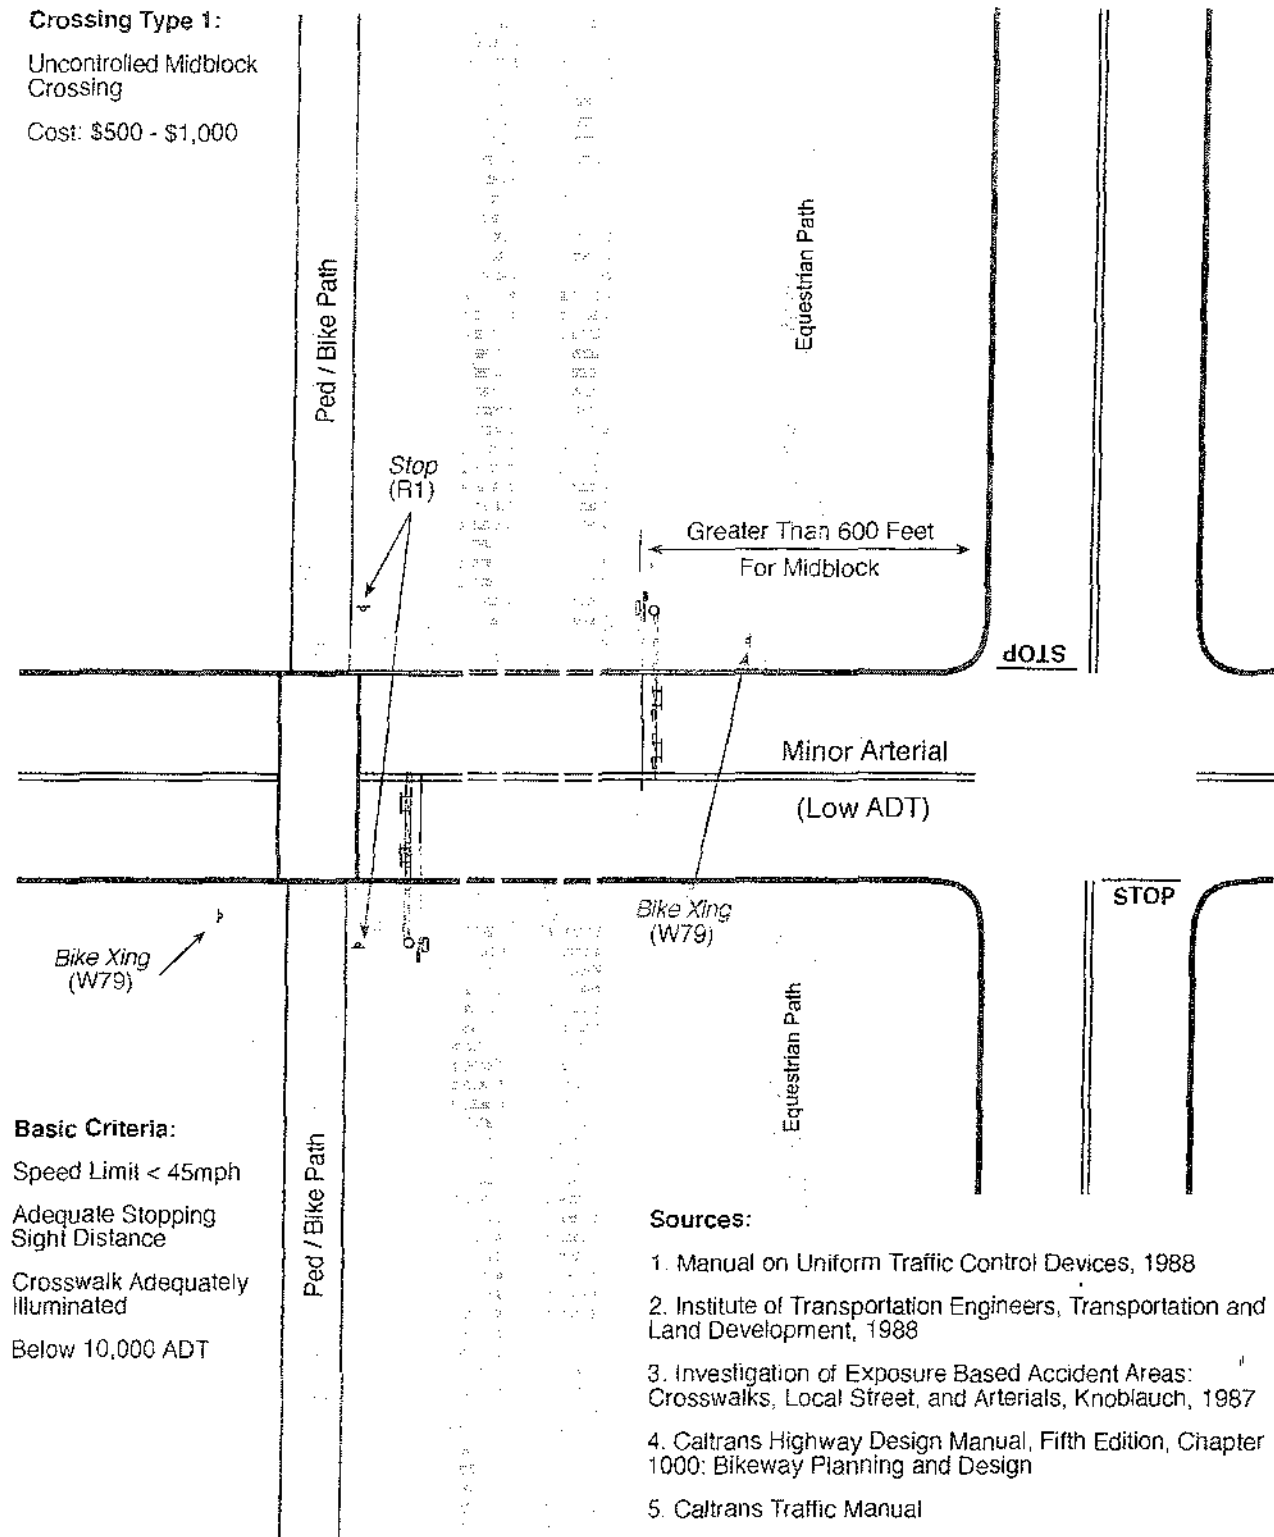 Crossing Type 1:
Uncontrolled Midblock
Crossing
Cost: $500 - $1,000
Ped / Bike Path
Equestrian Path
Stop
(R1)
Greater Than 600 Feet
For Midblock
STOP
Minor Arterial
(Low ADT)
STOP
Bike Xing
(W79)
Bike Xing
(W79)
Equestrian Path
Ped / Bike Path
Basic Criteria:
Speed Limit < 45mph
Adequate Stopping
Sight Distance
Crosswalk Adequately
Illuminated
Below 10,000 ADT
Sources:
1. Manual on Uniform Traffic Control Devices, 1988
2. Institute of Transportation Engineers, Transportation and
Land Development, 1988
3. Investigation of Exposure Based Accident Areas:
Crosswalks, Local Street, and Arterials, Knoblauch, 1987
4. Caltrans Highway Design Manual, Fifth Edition, Chapter
1000: Bikeway Planning and Design
5. Caltrans Traffic Manual